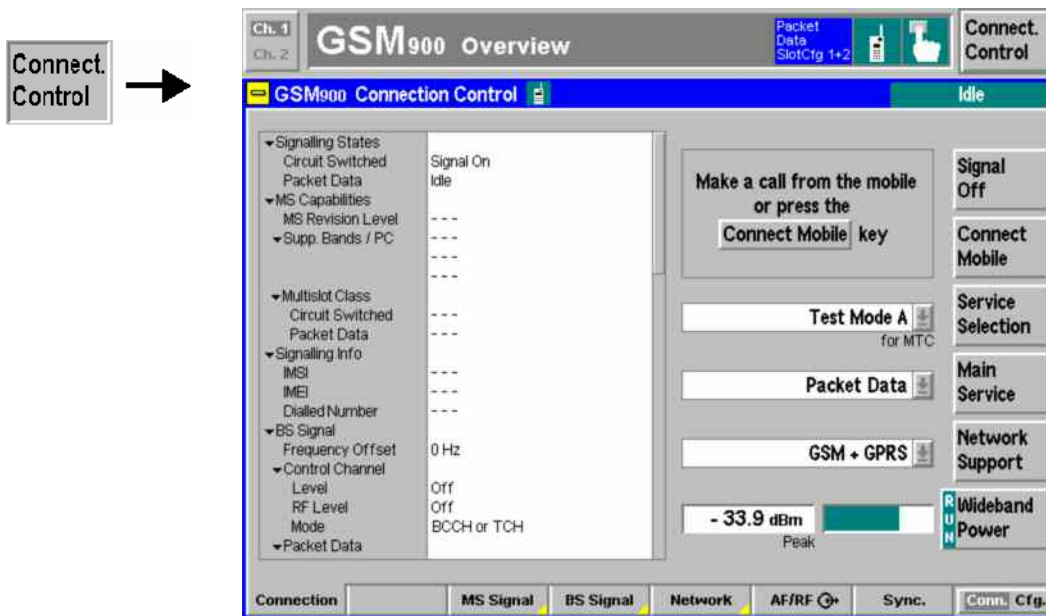 Connect.
Control
Ch. 1
Ch. 2
GSM900 Overview
Packet
Data
SlotCfg 1+2
Connect.
Control
GSM900 Connection Control
Idle
Signalling States
Circuit Switched Signal On
Packet Data Idle
MS Capabilities
MS Revision Level - - -
Supp. Bands / PC - - -
- - -
- - -
Multislot Class
Circuit Switched - - -
Packet Data - - -
Signalling Info
IMSI - - -
IMEI - - -
Dialled Number - - -
BS Signal
Frequency Offset 0 Hz
Control Channel
Level Off
RF Level Off
Mode BCCH or TCH
Packet Data
Make a call from the mobile
or press the
Connect Mobile key
Test Mode A
for MTC
Packet Data
GSM + GPRS
- 33.9 dBm
Peak
Signal
Off
Connect
Mobile
Service
Selection
Main
Service
Network
Support
RUN
Wideband
Power
Connection MS Signal BS Signal Network AF/RF Sync. Conn. Cfg.